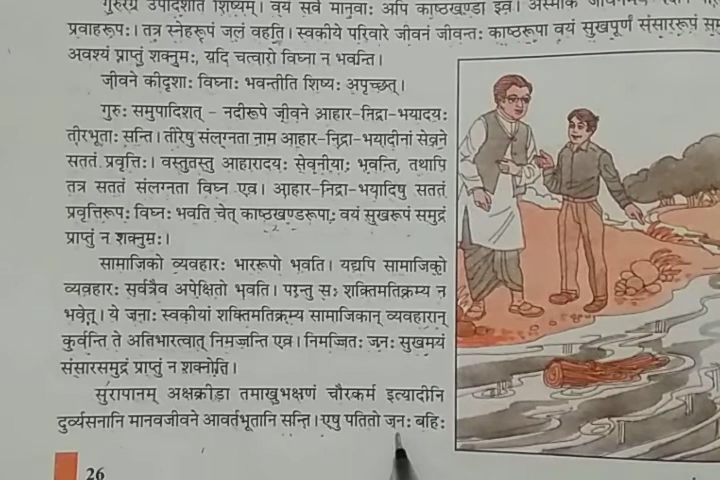 गुरुरग्रे उपदिशति शिष्यम्। वयं सर्वे मानवाः अपि काष्ठखण्डा इव।
प्रवाहरूपः। तत्र स्नेहरूपं जलं वहति। स्वकीये परिवारे जीवनं जीवन्तः काष्ठरूपा वयं सुखपूर्णं संसाररूपं
अवश्यं प्राप्तुं शक्नुमः, यदि चत्वारो विघ्ना न भवन्ति।
जीवने कीदृशाः विघ्नाः भवन्तीति शिष्यः अपृच्छत्।
गुरुः समुपादिशत् - नदीरूपे जीवने आहार-निद्रा-भयादयः
तीरभूताः सन्ति। तीरेषु संलग्नता नाम आहार-निद्रा-भयादीनां सेवने
सततं प्रवृत्तिः। वस्तुतस्तु आहारादयः सेवनीयाः भवन्ति, तथापि
तत्र सततं संलग्नता विघ्न एव। आहार-निद्रा-भयादिषु सततं
प्रवृत्तिरूपः विघ्नः भवति चेत् काष्ठखण्डरूपाः वयं सुखरूपं समुद्रं
प्राप्तुं न शक्नुमः।
सामाजिको व्यवहारः भाररूपो भवति। यद्यपि सामाजिको
व्यवहारः सर्वत्रैव अपेक्षितो भवति। परन्तु सः शक्तिमतिक्रम्य न
भवेत्। ये जनाः स्वकीयां शक्तिमतिक्रम्य सामाजिकान् व्यवहारान्
कुर्वन्ति ते अतिभारत्वात् निमज्जन्ति एव। निमज्जितः जनः सुखमयं
संसारसमुद्रं प्राप्तुं न शक्नोति।
सुरापानम् अक्षक्रीडा तमाखुभक्षणं चौरकर्म इत्यादीनि
दुर्व्यसनानि मानवजीवने आवर्तभूतानि सन्ति। एषु पतितो जनः बहिः
26